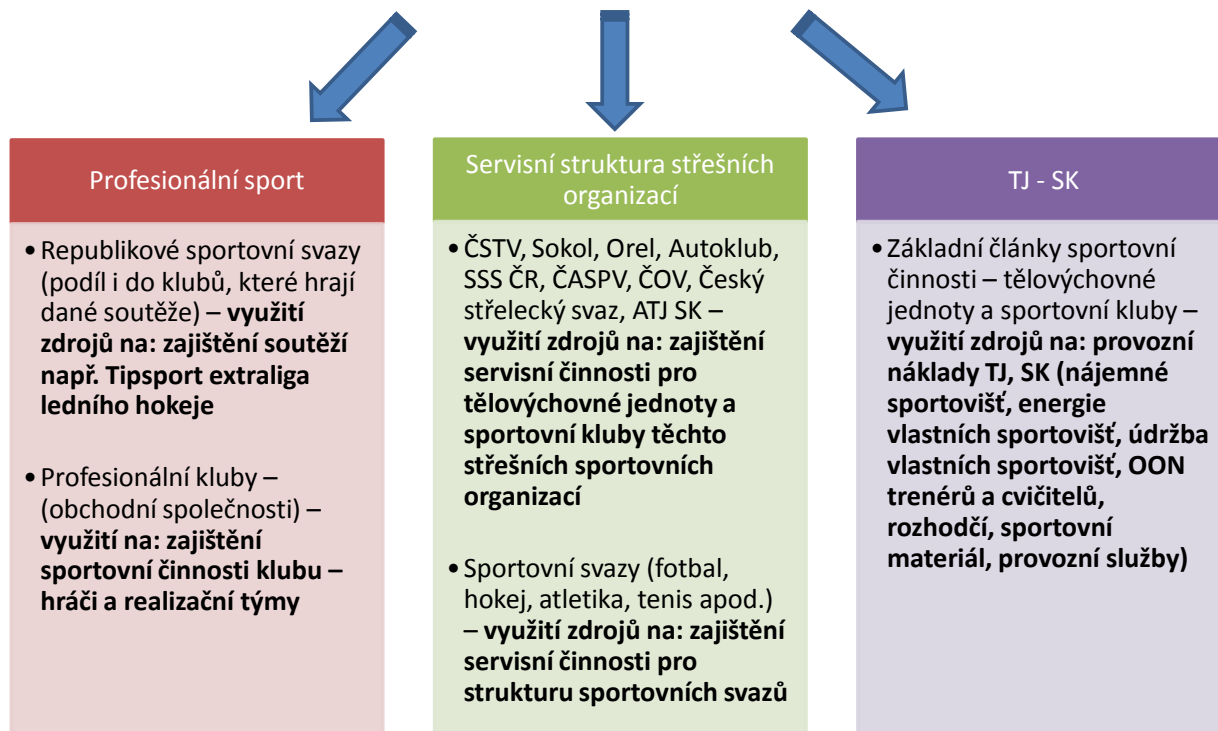 Profesionální sport
• Republikové sportovní svazy
(podíl i do klubů, které hrají
dané soutěže) – využití
zdrojů na: zajištění soutěží
např. Tipsport extraliga
ledního hokeje
• Profesionální kluby –
(obchodní společnosti) –
využití na: zajištění
sportovní činnosti klubu –
hráči a realizační týmy
Servisní struktura střešních
organizací
• ČSTV, Sokol, Orel, Autoklub,
SSS ČR, ČASPV, ČOV, Český
střelecký svaz, ATJ SK –
využití zdrojů na: zajištění
servisní činnosti pro
tělovýchovné jednoty a
sportovní kluby těchto
střešních sportovních
organizací
• Sportovní svazy (fotbal,
hokej, atletika, tenis apod.)
– využití zdrojů na: zajištění
servisní činnosti pro
strukturu sportovních svazů
TJ - SK
• Základní články sportovní
činnosti – tělovýchovné
jednoty a sportovní kluby –
využití zdrojů na: provozní
náklady TJ, SK (nájemné
sportovišť, energie
vlastních sportovišť, údržba
vlastních sportovišť, OON
trenérů a cvičitelů,
rozhodčí, sportovní
materiál, provozní služby)